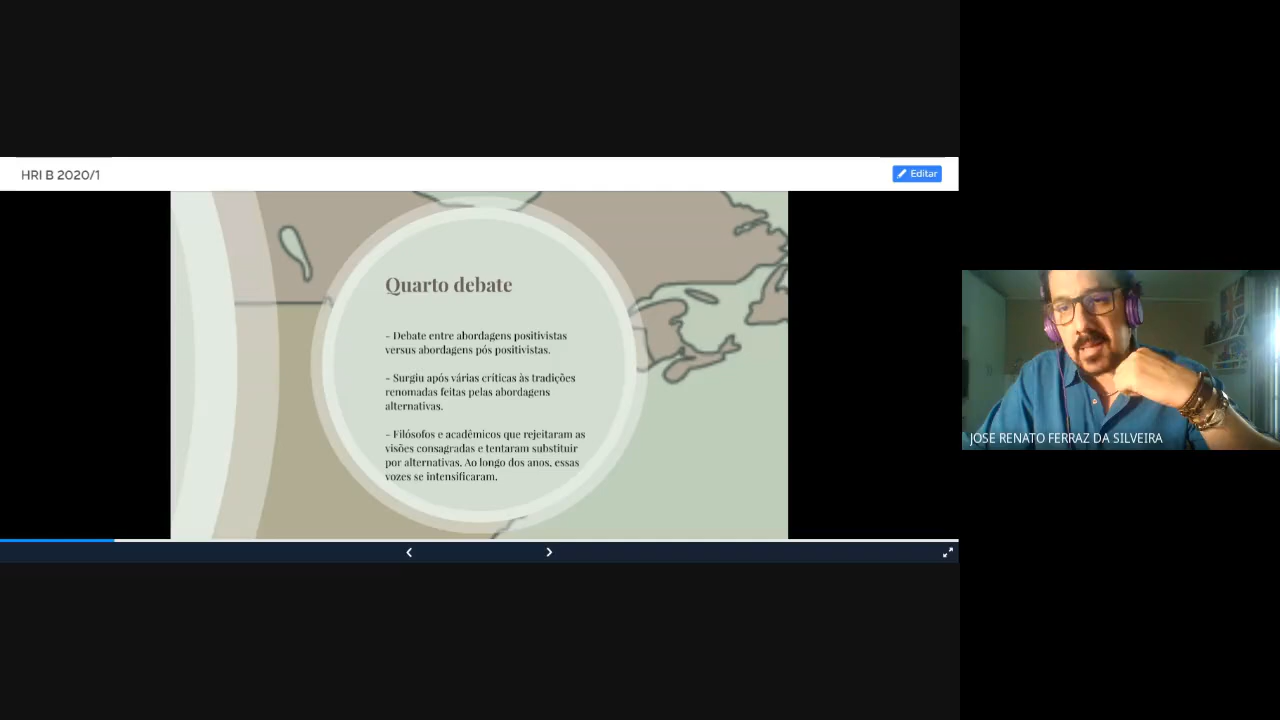 HRI B 2020/1
Editar
Quarto debate
- Debate entre abordagens positivistas
versus abordagens pós positivistas.
- Surgiu após várias críticas às tradições
renomadas feitas pelas abordagens
alternativas.
- Filósofos e acadêmicos que rejeitaram as
visões consagradas e tentaram substituir
por alternativas. Ao longo dos anos, essas
vozes se intensificaram.
JOSE RENATO FERRAZ DA SILVEIRA